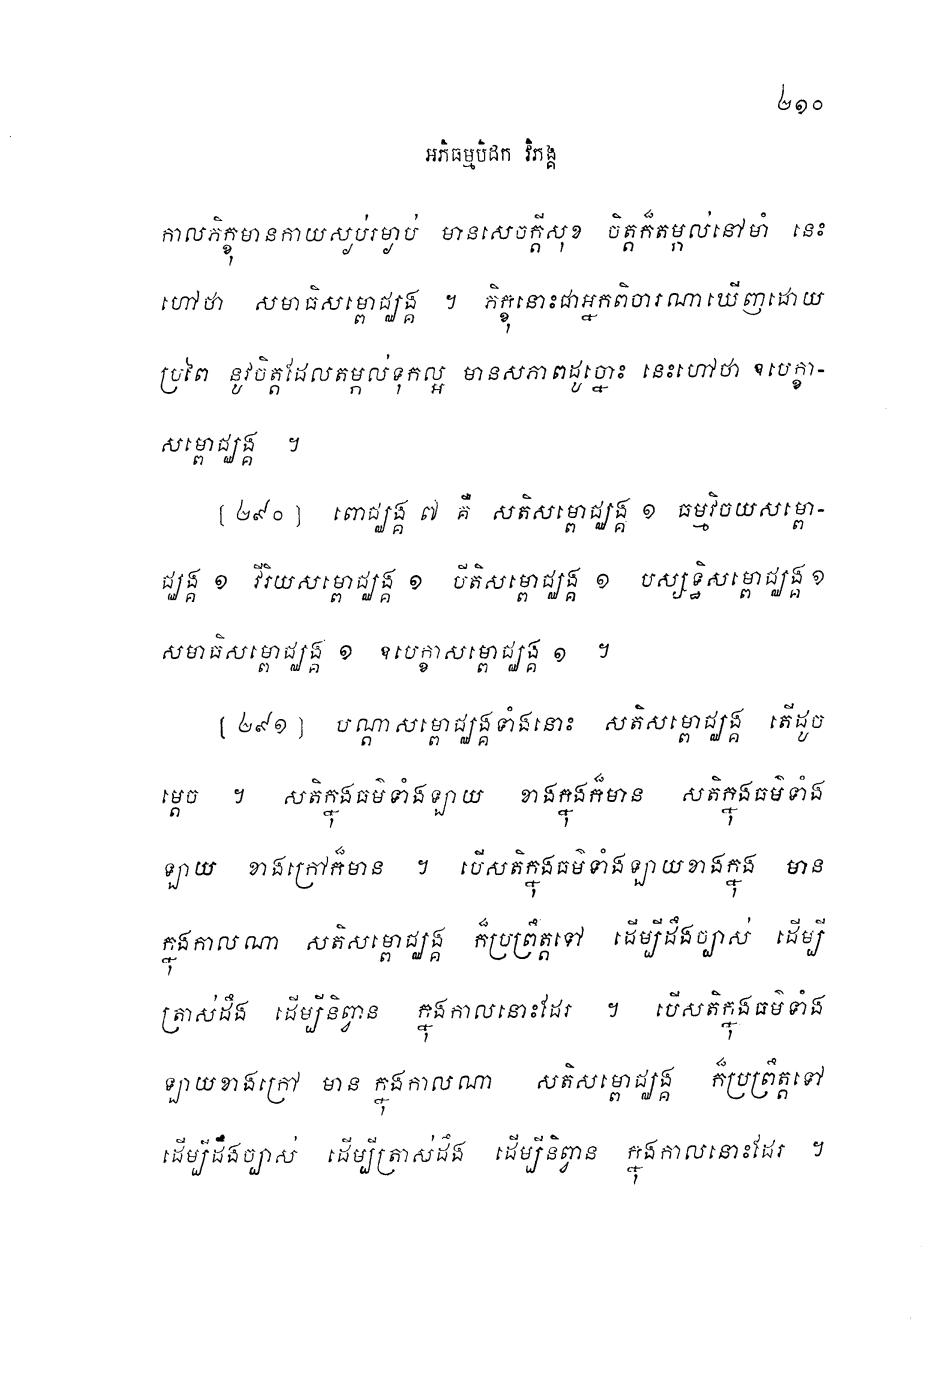 ២១០
អភិធម្មបិដក វិភង្គ
កាលភិក្ខុមានកាយស្ងប់រម្ងាប់ មានសេចក្តីសុខ ចិត្តក៏តម្កល់នៅមាំ នេះ
ហៅថា សមាធិសម្ពោជ្ឈង្គ ។ ភិក្ខុនោះជាអ្នកពិចារណាឃើញដោយ
ប្រពៃ នូវចិត្តដែលតម្កល់ទុកល្អ មានសភាពដូច្នោះ នេះហៅថា ឧបេក្ខា-
សម្ពោជ្ឈង្គ ។
[ ២៩០ ] ពោជ្ឈង្គ ៧ គឺ សតិសម្ពោជ្ឈង្គ ១ ធម្មវិចយសម្ពោ-
ជ្ឈង្គ ១ វីរិយសម្ពោជ្ឈង្គ ១ បីតិសម្ពោជ្ឈង្គ ១ បស្សទ្ធិសម្ពោជ្ឈង្គ ១
សមាធិសម្ពោជ្ឈង្គ ១ ឧបេក្ខាសម្ពោជ្ឈង្គ ១ ។
[ ២៩១ ] បណ្តាសម្ពោជ្ឈង្គទាំងនោះ សតិសម្ពោជ្ឈង្គ តើដូច
ម្តេច ។ សតិក្នុងធម៌ទាំងឡាយ ខាងក្នុងក៏មាន សតិក្នុងធម៌ទាំង
ឡាយ ខាងក្រៅក៏មាន ។ បើសតិក្នុងធម៌ទាំងឡាយខាងក្នុង មាន
ក្នុងកាលណា សតិសម្ពោជ្ឈង្គ ក៏ប្រព្រឹត្តទៅ ដើម្បីដឹងច្បាស់ ដើម្បី
ត្រាស់ដឹង ដើម្បីនិព្វាន ក្នុងកាលនោះដែរ ។ បើសតិក្នុងធម៌ទាំង
ឡាយខាងក្រៅ មាន ក្នុងកាលណា សតិសម្ពោជ្ឈង្គ ក៏ប្រព្រឹត្តទៅ
ដើម្បីដឹងច្បាស់ ដើម្បីត្រាស់ដឹង ដើម្បីនិព្វាន ក្នុងកាលនោះដែរ ។